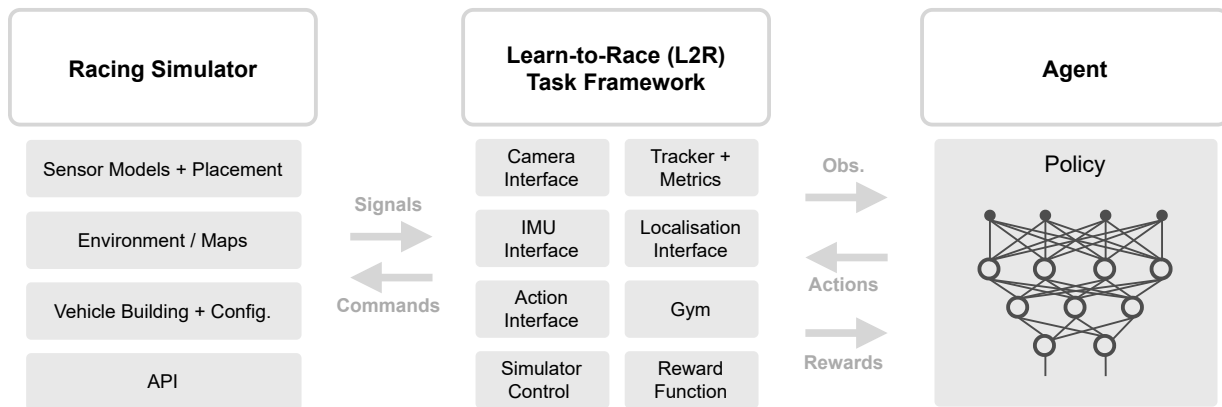 Racing Simulator
Sensor Models + Placement
Environment / Maps
Vehicle Building + Config.
API
Signals
Commands
Learn-to-Race (L2R)
Task Framework
Camera
Interface
Tracker +
Metrics
IMU
Interface
Localisation
Interface
Action
Interface
Gym
Simulator
Control
Reward
Function
Obs.
Actions
Rewards
Agent
Policy